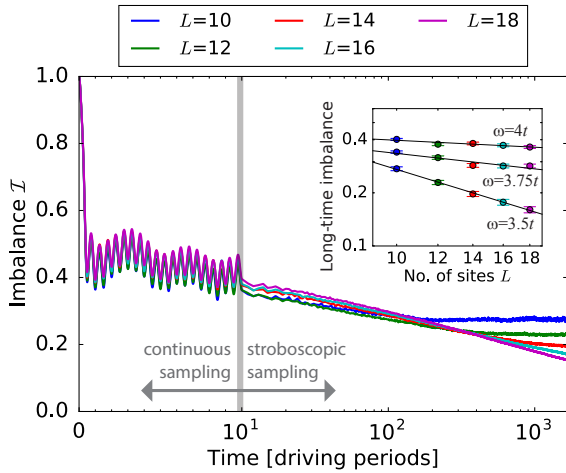 L=10 L=14 L=18
L=12 L=16
1.0
0.8
0.6
0.4
0.2
0.0
Imbalance I
continuous stroboscopic
sampling sampling
0 10¹ 10² 10³
Time [driving periods]
Long-time imbalance
0.4
0.2
0.1
ω=4t
ω=3.75t
ω=3.5t
10 12 14 16 18
No. of sites L